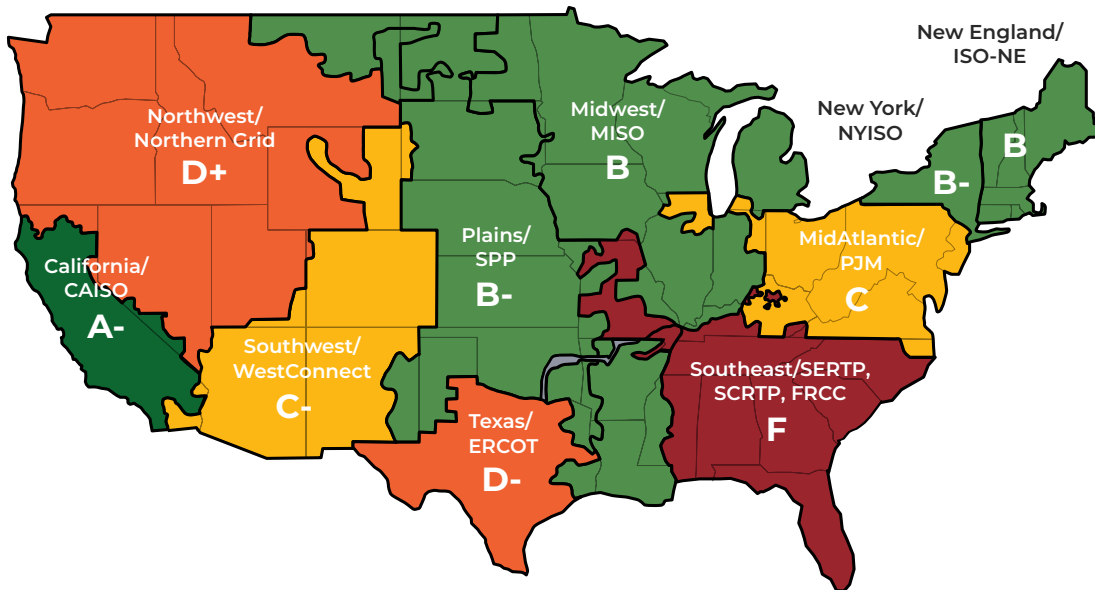 New England/
ISO-NE
B
New York/
NYISO
B-
Northwest/
Northern Grid
D+
Midwest/
MISO
B
California/
CAISO
A-
Plains/
SPP
B-
MidAtlantic/
PJM
C
Southwest/
WestConnect
C-
Southeast/SERTP,
SCRTP, FRCC
F
Texas/
ERCOT
D-